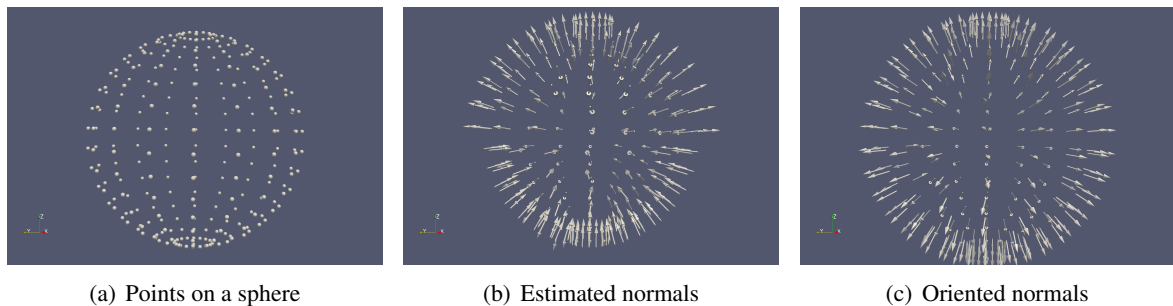 (a) Points on a sphere
(b) Estimated normals
(c) Oriented normals